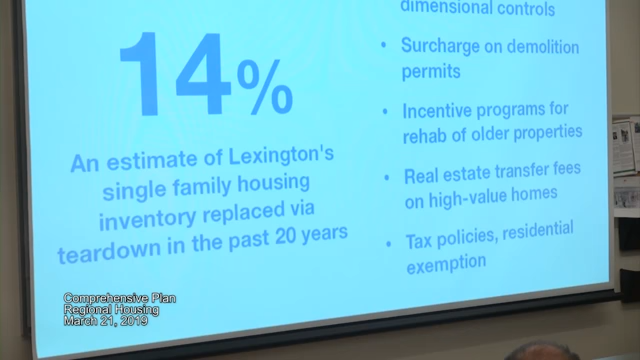 14%
An estimate of Lexington's
single family housing
inventory replaced via
teardown in the past 20 years
dimensional controls
• Surcharge on demolition
permits
• Incentive programs for
rehab of older properties
• Real estate transfer fees
on high-value homes
• Tax policies, residential
exemption
Comprehensive Plan
Regional Housing
March 21, 2019